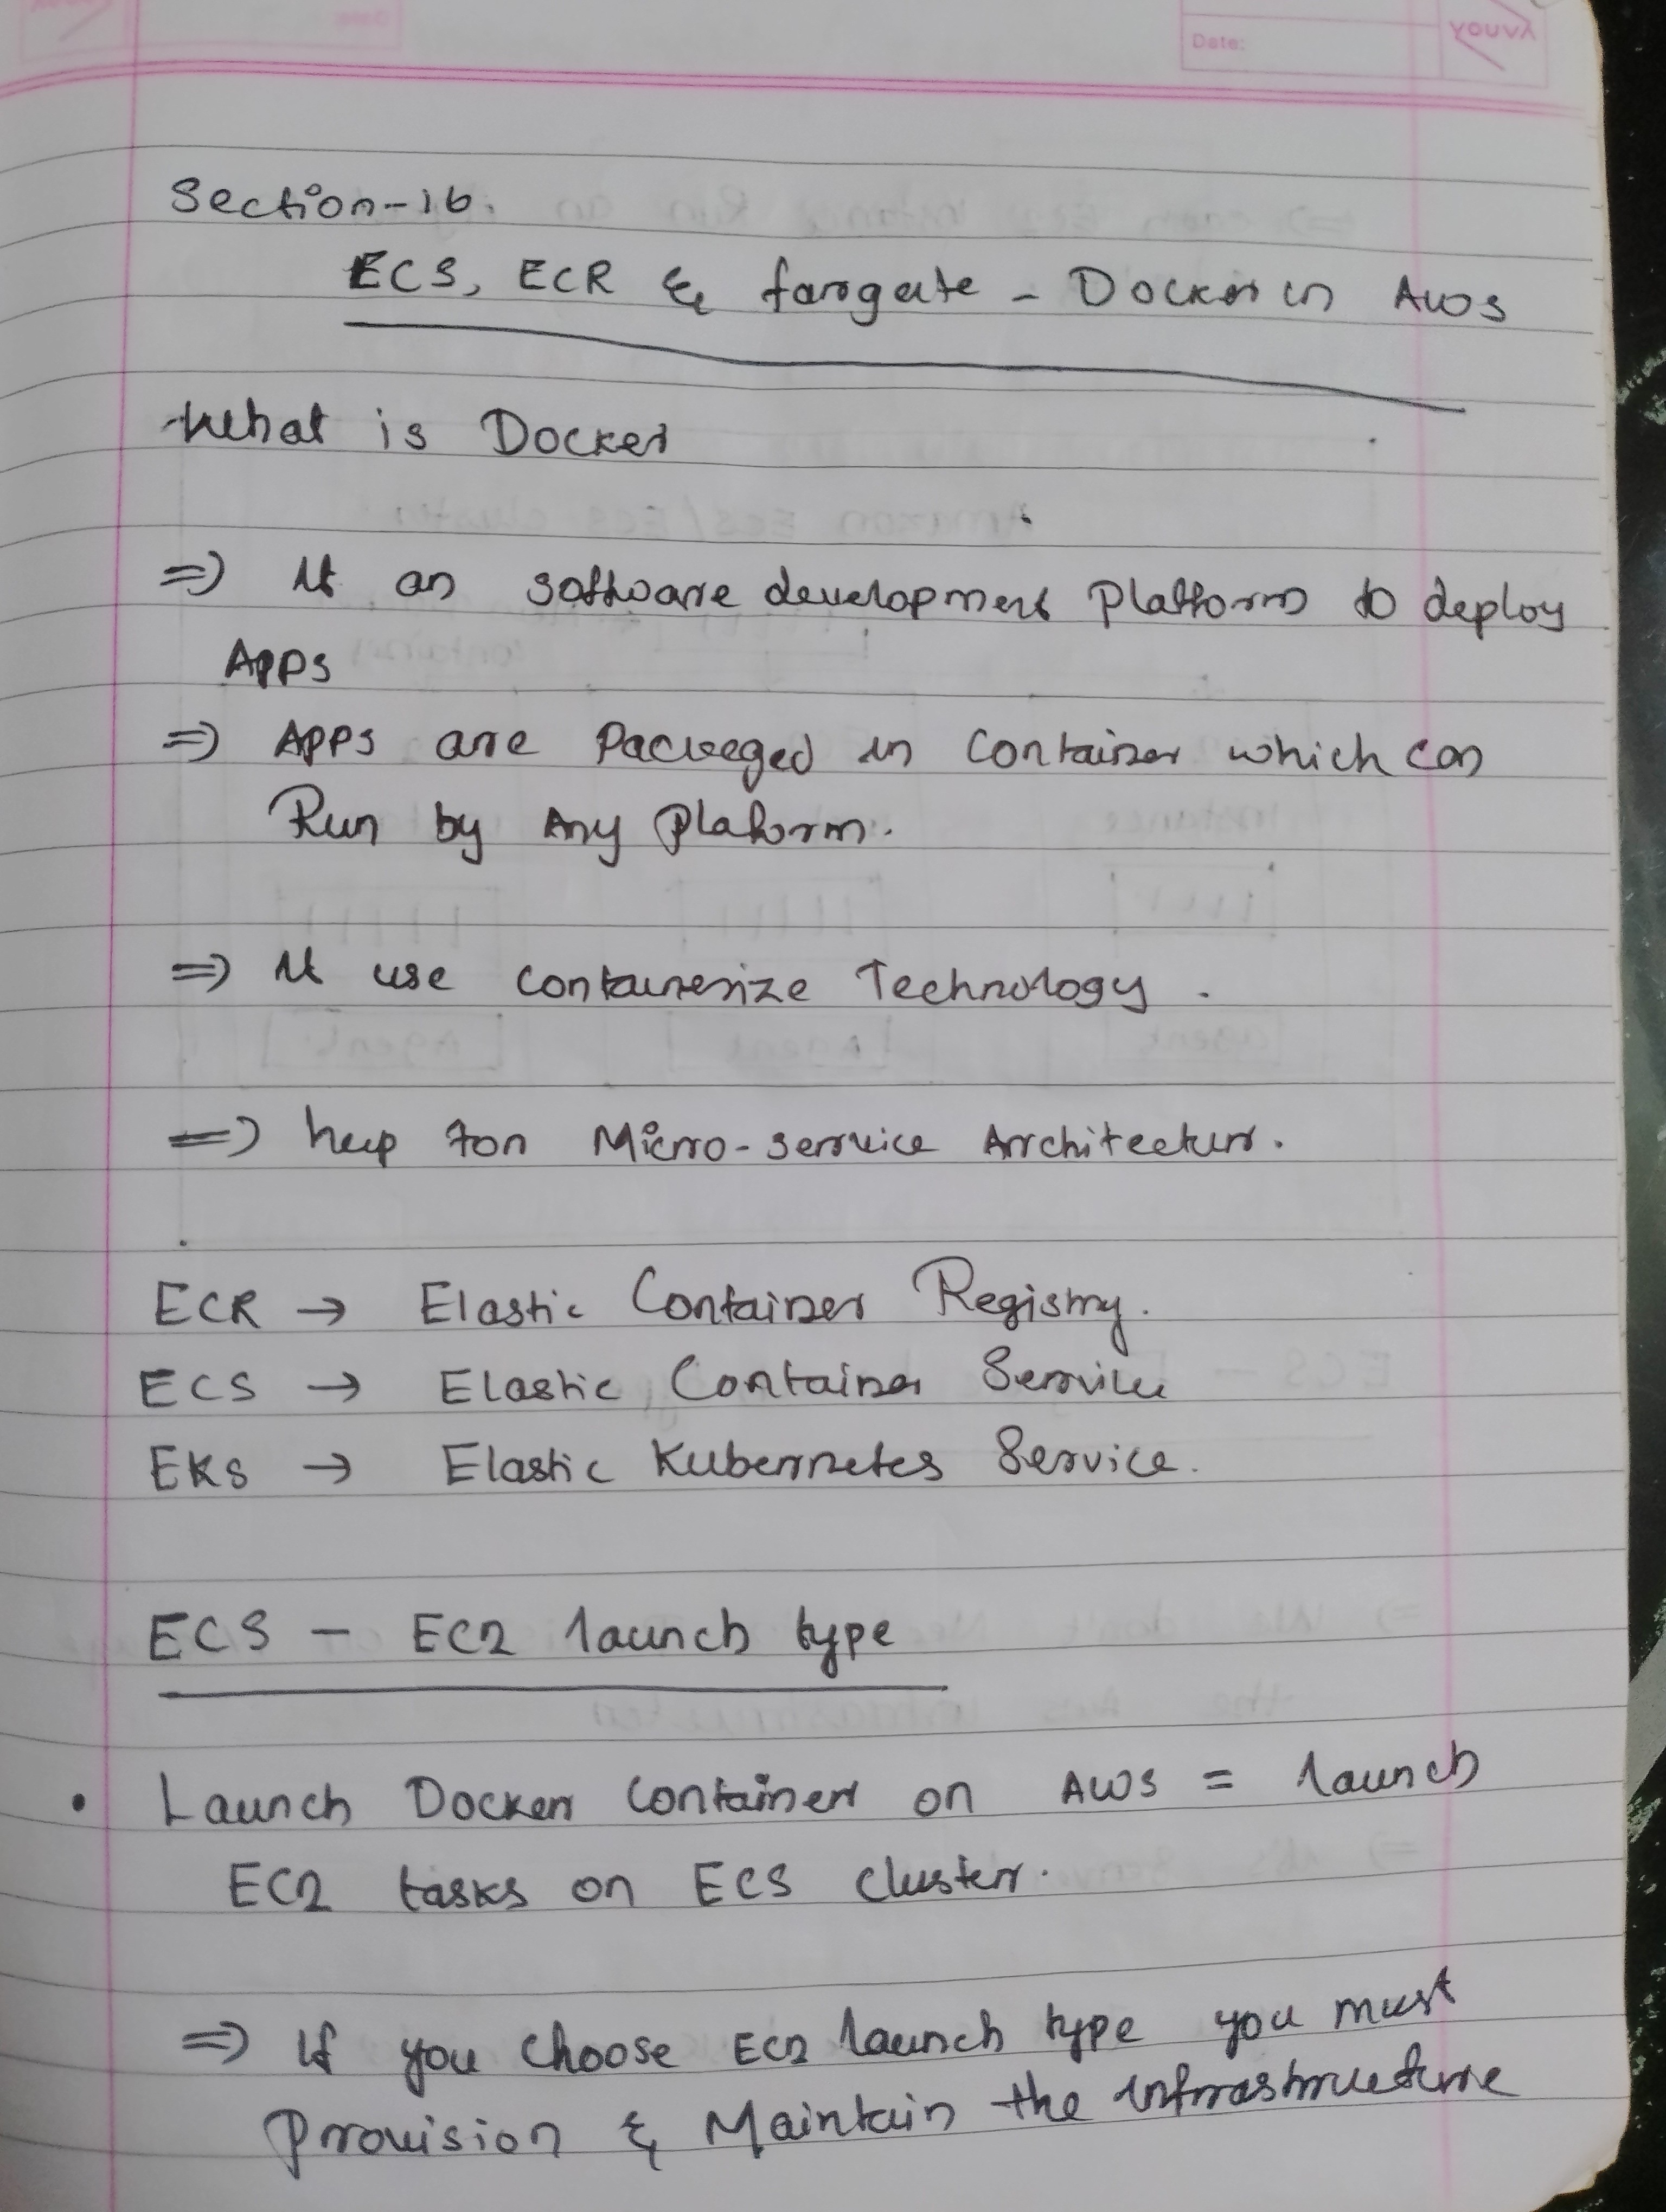 Date:
YOUVA
Section-16.
ECS, ECR & fargate - Docker in AWS
What is Docker
=> It an software development Platform to deploy
Apps
=> Apps are Packeged in Container which can
Run by Any Plaform.
=> It use Containerize Technology.
=> help for Micro-service Architectur.
ECR → Elastic Container Registry.
ECS → Elastic Container Service
EKS → Elastic Kubernetes Service.
ECS - EC2 launch type
• Launch Docker Container on AWS = launch
EC2 tasks on ECS cluster.
=> If you choose EC2 launch type you must
Provision & Maintain the infrastructure